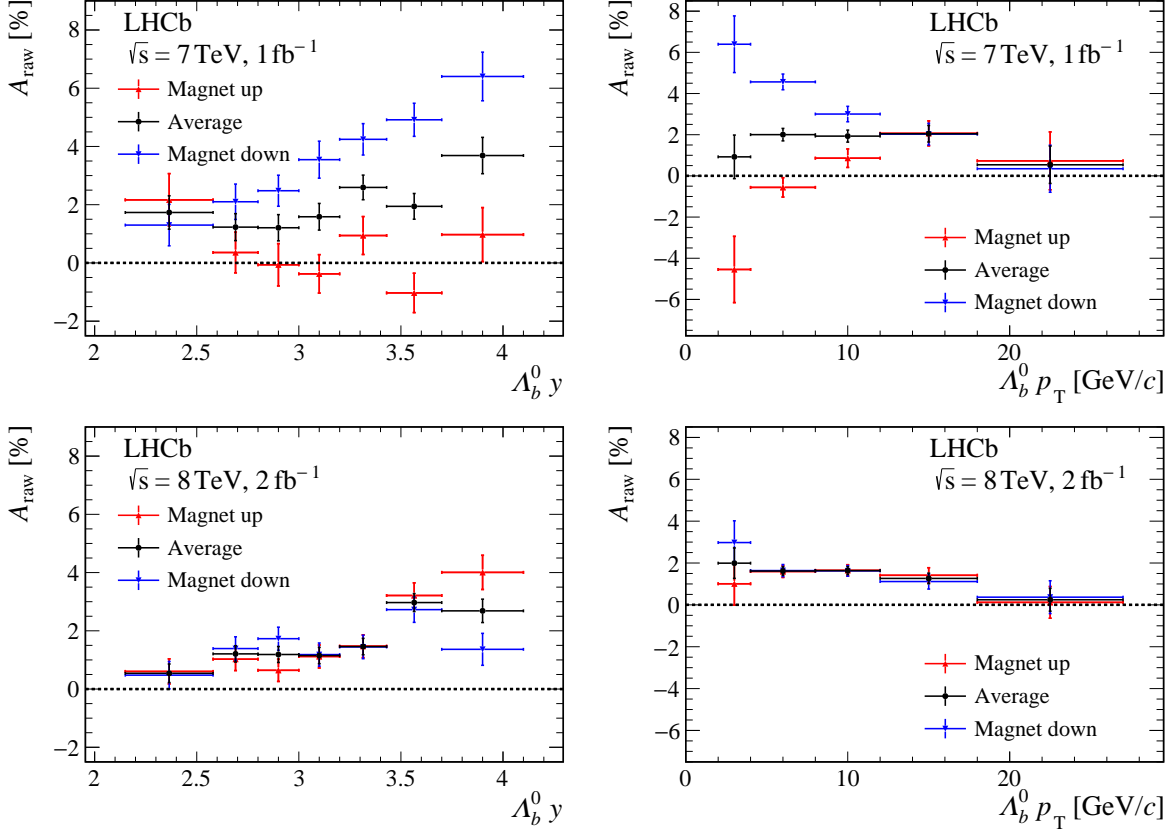 LHCb
√s = 7 TeV, 1 fb⁻¹
Magnet up
Average
Magnet down
A_raw [%]
8
6
4
2
0
−2
2
2.5
3
3.5
4
Λ_b^0 y
LHCb
√s = 7 TeV, 1 fb⁻¹
A_raw [%]
8
6
4
2
0
−2
−4
−6
Magnet up
Average
Magnet down
0
10
20
Λ_b^0 p_T [GeV/c]
LHCb
√s = 8 TeV, 2 fb⁻¹
Magnet up
Average
Magnet down
A_raw [%]
8
6
4
2
0
−2
2
2.5
3
3.5
4
Λ_b^0 y
LHCb
√s = 8 TeV, 2 fb⁻¹
A_raw [%]
8
6
4
2
0
−2
−4
−6
Magnet up
Average
Magnet down
0
10
20
Λ_b^0 p_T [GeV/c]